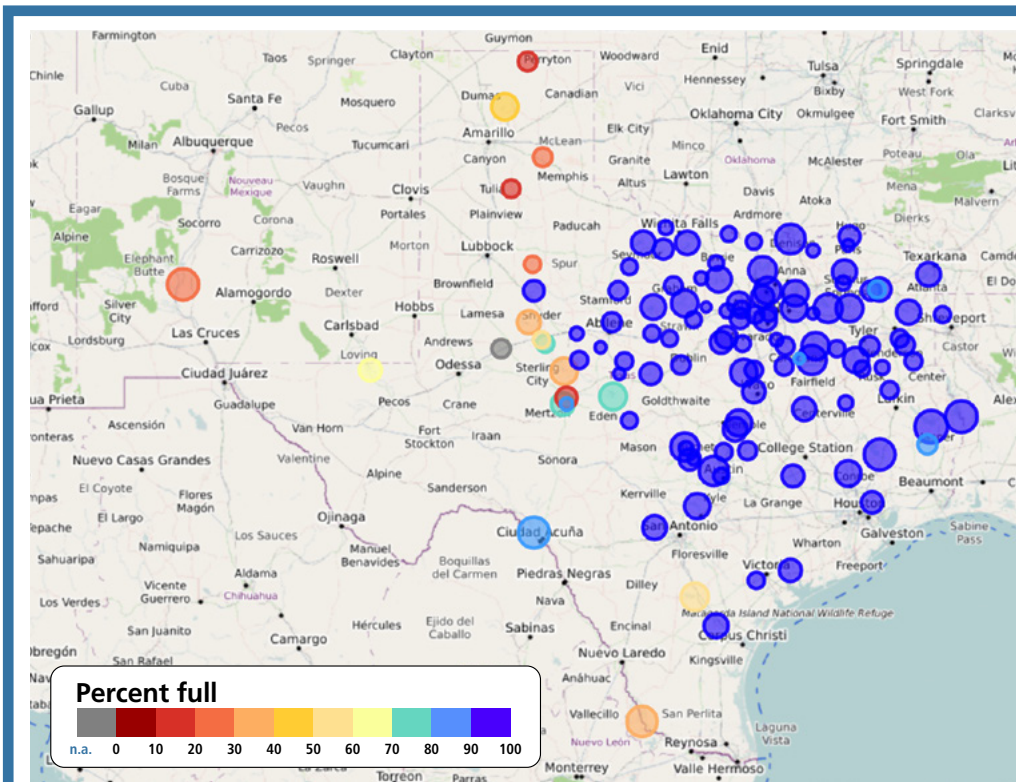 Farmington
Guymon
Enid
Taos
Springer
Clayton
Perryton
Woodward
Tulsa
Springdale
Chinle
Cuba
Hennessey
Bixby
West Fork
Santa Fe
Mosquero
Dumas
Canadian
Vici
Gallup
Oklahoma City
Okmulgee
Fort Smith
Clarksv
Pecos
Amarillo
Elk City
Milan
Albuquerque
Tucumcari
McLean
Minco
Canyon
Granite
Oklahoma
McAlester
Poteau
Ola
Bosque
Farms
Nouveau
Mexique
Vaughn
Clovis
Tulia
Memphis
Altus
Lawton
Mena
Malvern
Eagar
Socorro
Corona
Portales
Plainview
Davis
Atoka
Dierks
Alpine
Carrizozo
Morton
Lubbock
Paducah
Wichita Falls
Ardmore
Hugo
Elephant
Butte
Roswell
Spur
Texarkana
Alamogordo
Dexter
Brownfield
Stamford
Anna
Atlanta
Silver
City
Hobbs
Lamesa
Snyder
Abilene
Shreveport
Lordsburg
Las Cruces
Carlsbad
Andrews
Tyler
Castor
Loving
Odessa
Sterling
City
Dublin
Fairfield
Center
Ciudad Juárez
ua Prieta
Guadalupe
Pecos
Crane
Mertzon
Eden
Goldthwaite
Centerville
Lufkin
Ascensión
Van Horn
Fort
Stockton
Iraan
Mason
College Station
Nuevo Casas Grandes
Valentine
Alpine
Sonora
Austin
Conroe
Beaumont
El Coyote
Flores
Magón
Sanderson
Kerrville
Kyle
La Grange
Houston
El Largo
Ojinaga
Ciudad Acuña
San Antonio
Galveston
Sabine
Pass
Los Sauces
Namiquipa
Manuel
Benavides
Boquillas
del Carmen
Floresville
Wharton
Sahuaripa
Aldama
Piedras Negras
Dilley
Victoria
Freeport
Vicente
Guerrero
Chihuahua
Nava
Los Verdes
Matagorda Island National Wildlife Refuge
San Juanito
Hércules
Ejido del
Caballo
Sabinas
Encinal
Corpus Christi
Camargo
Obregón
San Rafael
Nuevo Laredo
Kingsville
Anáhuac
Vallecillo
San Perlita
Laguna
Vista
Nuevo León
Reynosa
Valle Hermoso
Monterrey
Torreon
Parras
Percent full
n.a. 0 10 20 30 40 50 60 70 80 90 100